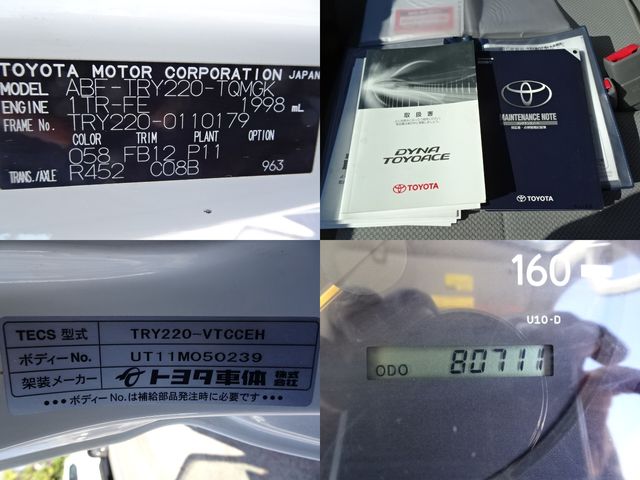 TOYOTA MOTOR CORPORATION JAPAN
MODEL ABF-TRY220-TQMGK
ENGINE 1TR-FE 1998 mL
FRAME No. TRY220-0110179
COLOR TRIM PLANT OPTION
058 FB12 P11
TRANS./AXLE R452 C08B 963
取扱書
DYNA
TOYOACE
TOYOTA
TOYOTA
MAINTENANCE NOTE
TOYOTA
TECS 型式 TRY220-VTCCEH
ボディーNo. UT11M050239
架装メーカー トヨタ車体 株式会社
●●● ボディーNo.は補給部品発注時に必要です ●●●
160
U10-D
ODO 80711